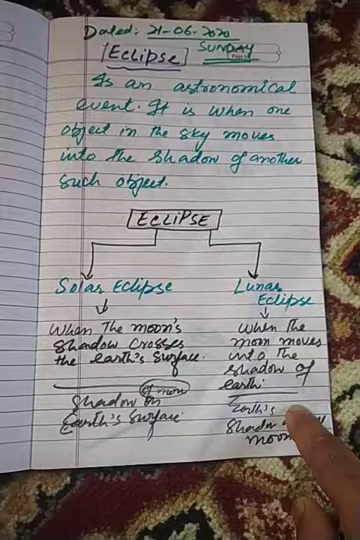 Dated: 21-06-2020
SUNDAY
Eclipse
Is an astronomical
event. It is when one
object in the sky moves
into the shadow of another
such object.
ECLIPSE
Solar Eclipse
When The moon's
shadow crosses
the earth's surface.
of moon
Shadow on
Earth's surface
Lunar
Eclipse
When the
moon moves
into the
shadow of
earth.
Earth's
Shadow
moon